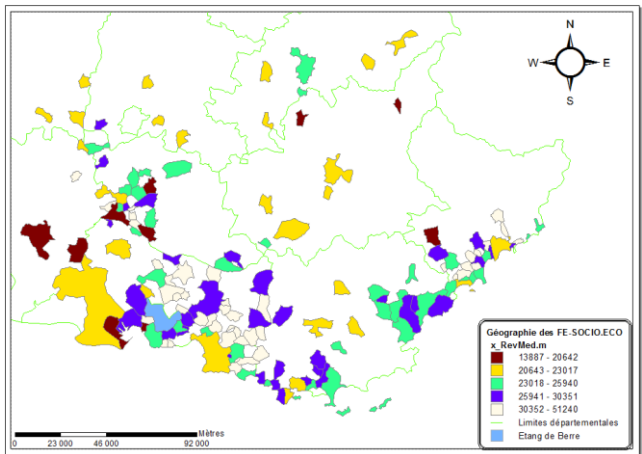 N
W E
S
Géographie des FE-SOCIO.ECO
x_RevMed.m
13887 - 20642
20643 - 23017
23018 - 25940
25941 - 30351
30352 - 51240
Limites départementales
Etang de Berre
Mètres
0 23 000 46 000 92 000